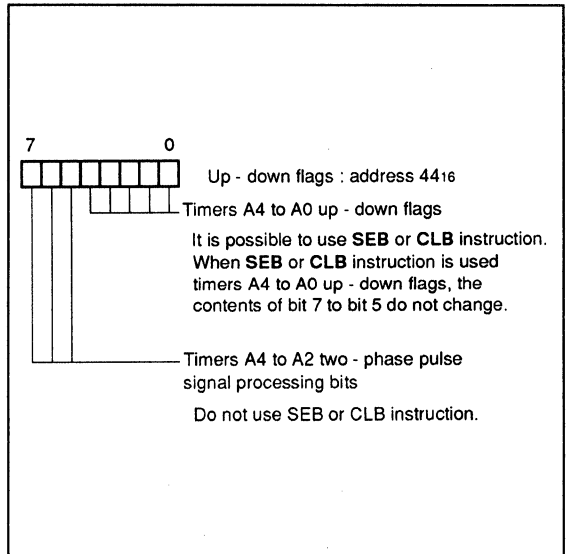 7 0
Up - down flags : address 4416
Timers A4 to A0 up - down flags
It is possible to use SEB or CLB instruction.
When SEB or CLB instruction is used
timers A4 to A0 up - down flags, the
contents of bit 7 to bit 5 do not change.
Timers A4 to A2 two - phase pulse
signal processing bits
Do not use SEB or CLB instruction.